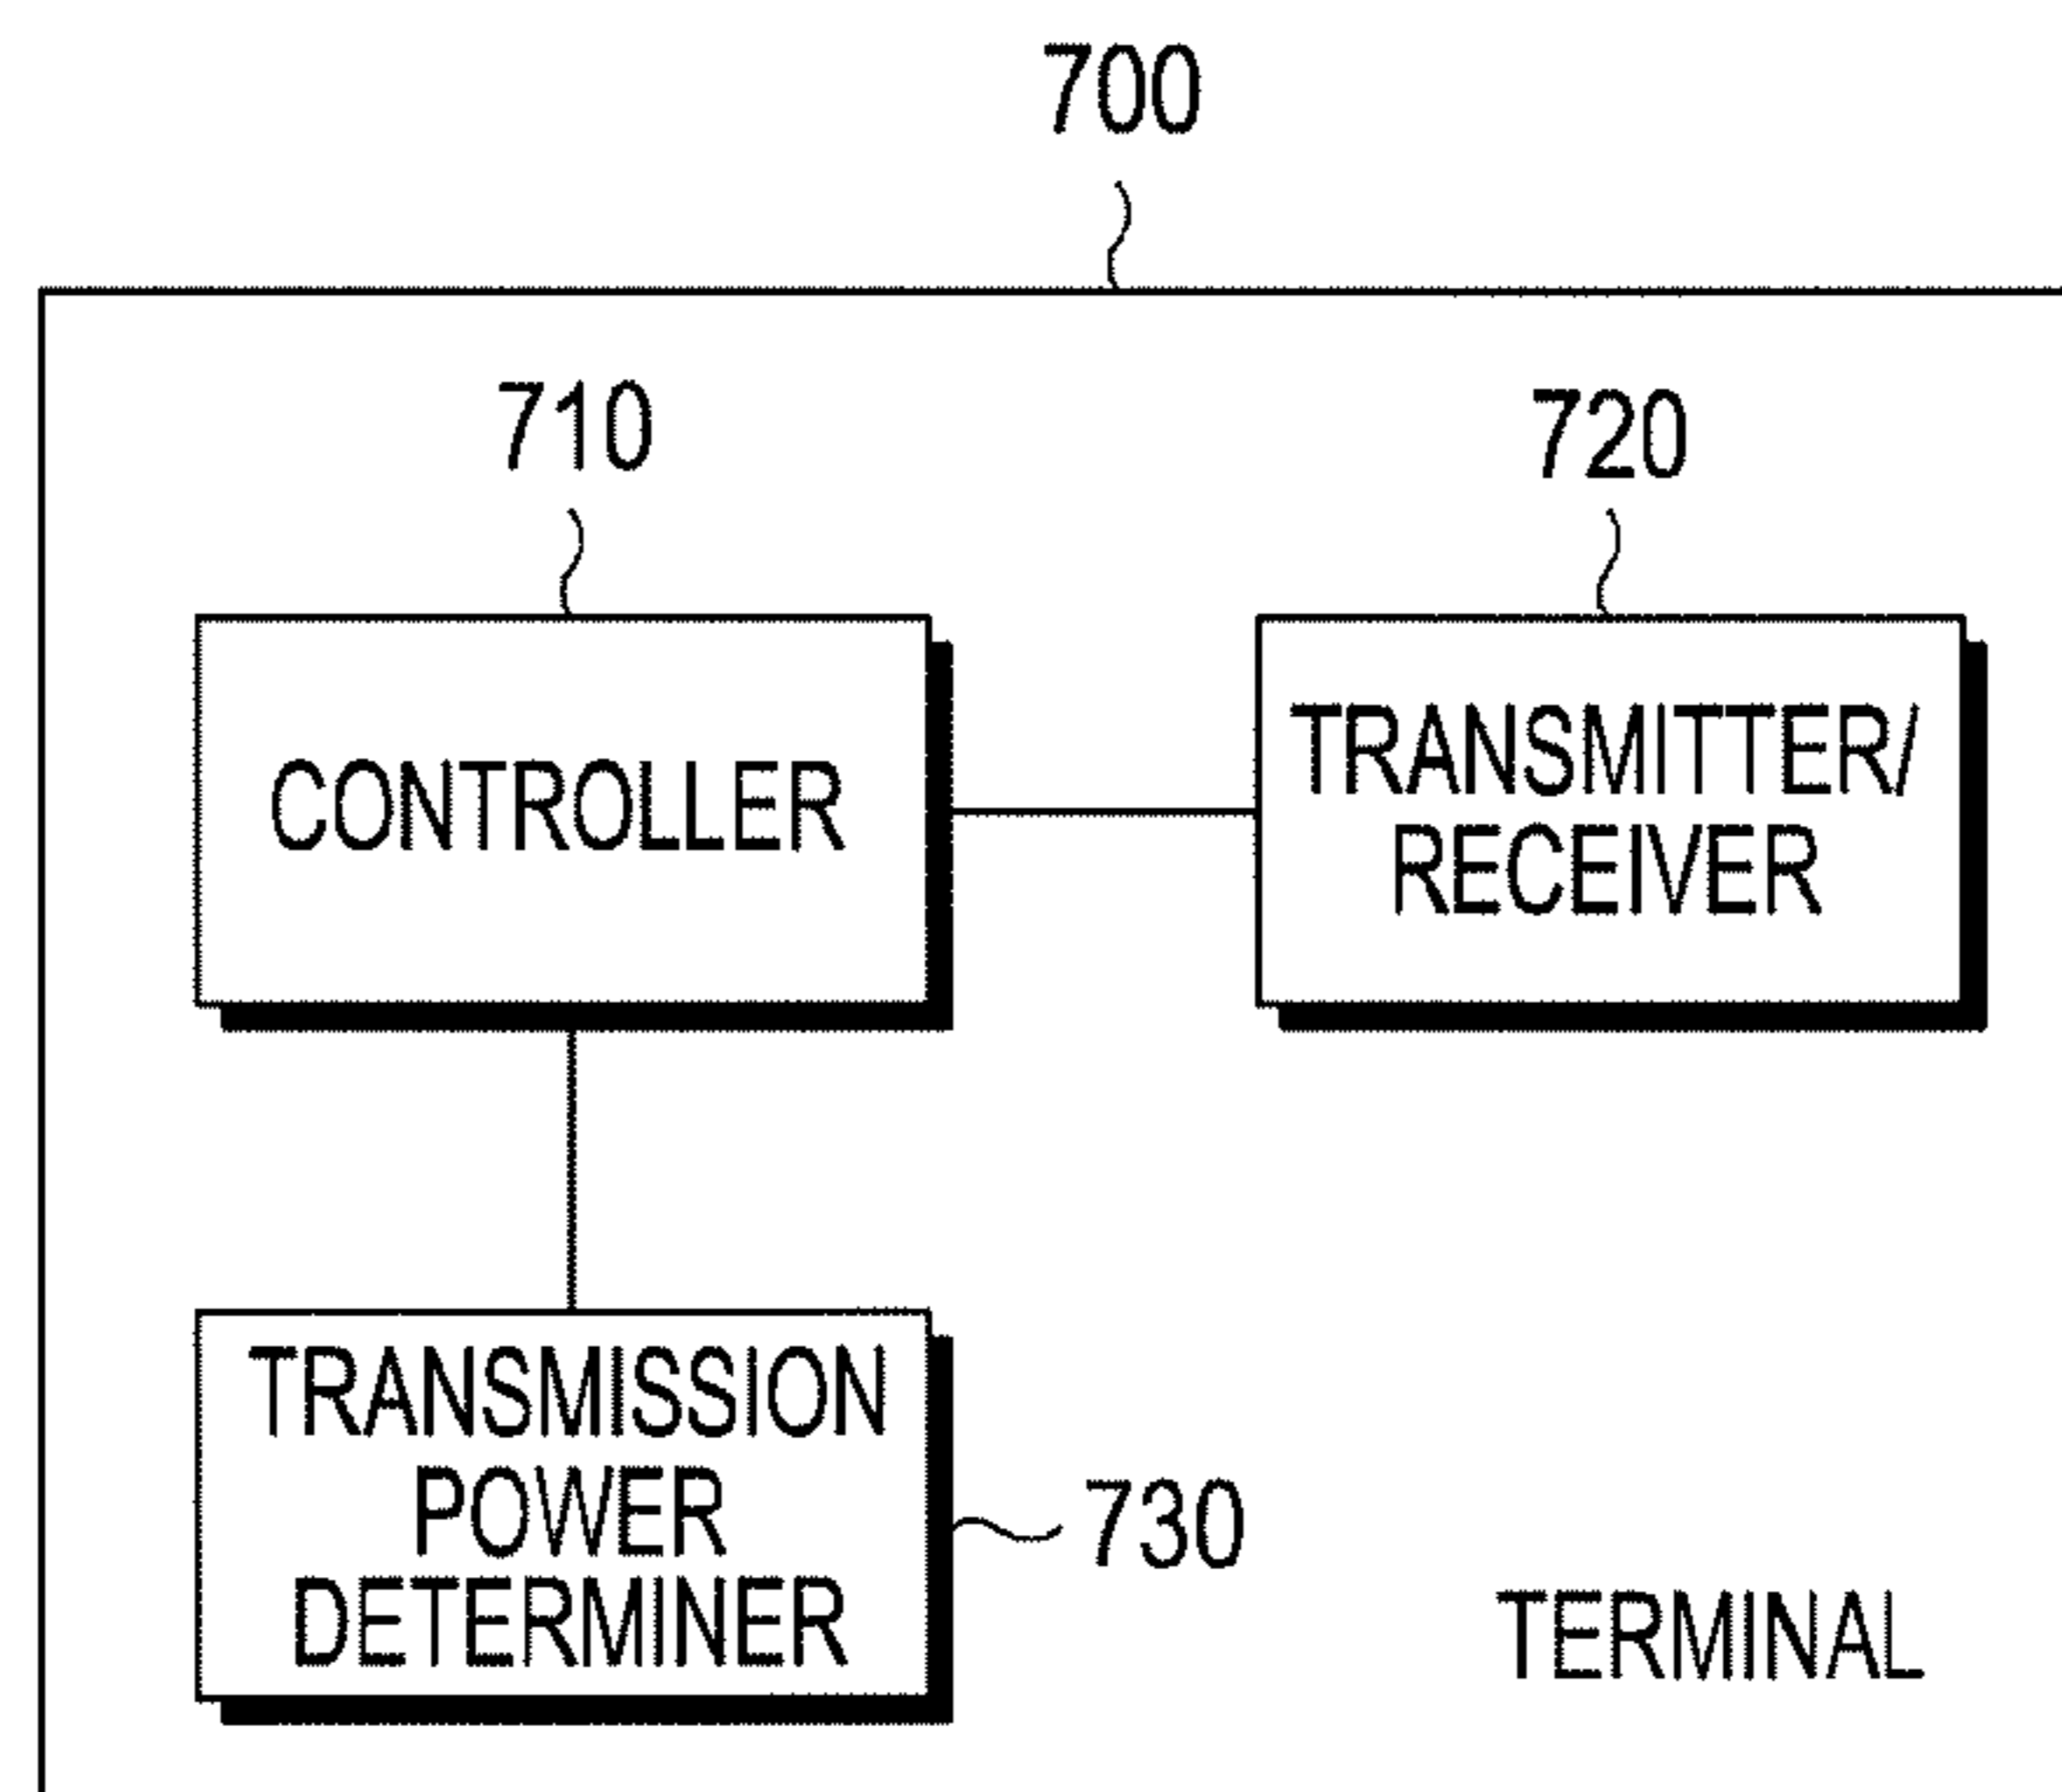 700
710
720
CONTROLLER
TRANSMITTER/
RECEIVER
TRANSMISSION
POWER
DETERMINER
730
TERMINAL